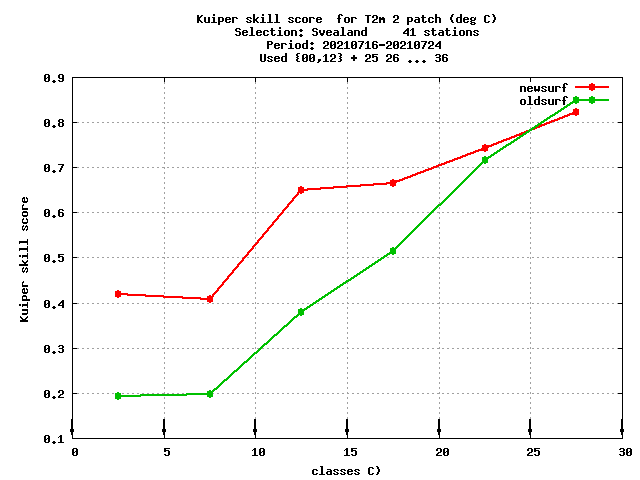 Kuiper skill score  for T2m 2 patch (deg C)
Selection: Svealand     41 stations
Period: 20210716-20210724
Used {00,12} + 25 26 ... 36
newsurf
oldsurf
0.9
0.8
0.7
0.6
0.5
0.4
0.3
0.2
0.1
Kuiper skill score
0 5 10 15 20 25 30
classes C)